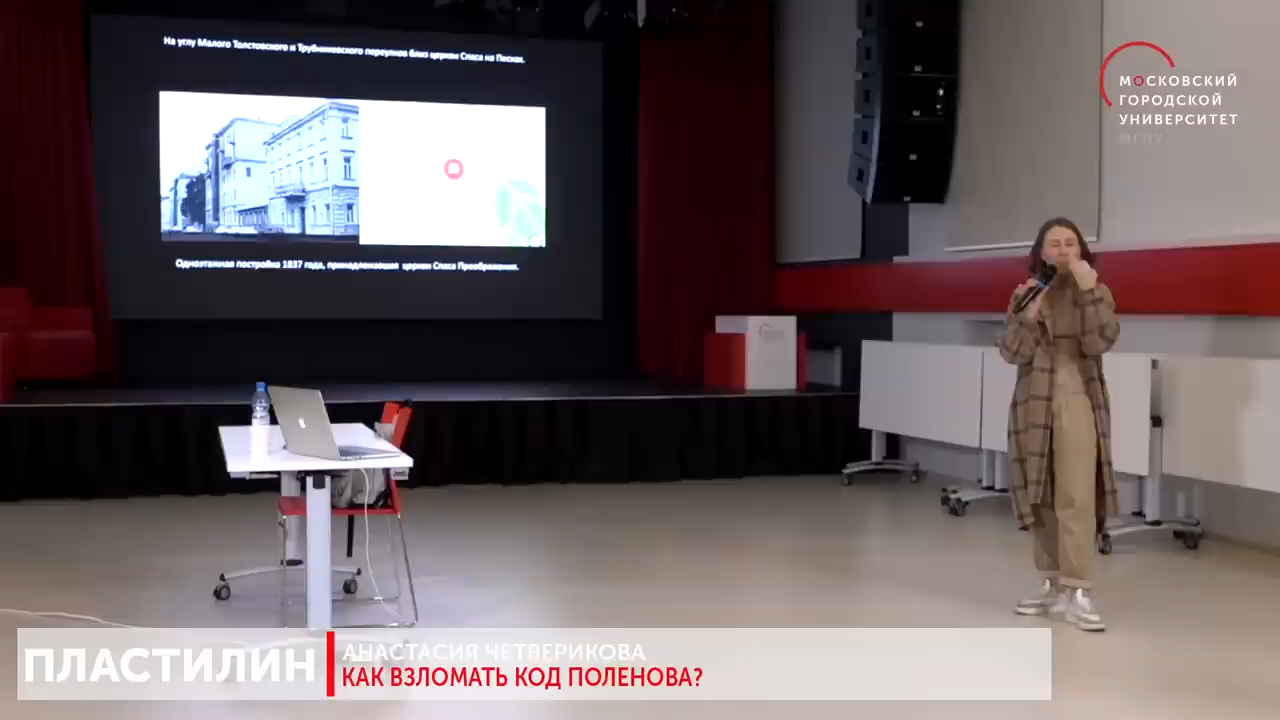 На углу Малого Толстовского и Трубниковского переулков близ церкви Спаса на Песках.
Одноэтажная постройка 1837 года, принадлежавшая церкви Спаса Преображения.
МОСКОВСКИЙ
ГОРОДСКОЙ
УНИВЕРСИТЕТ
МГПУ
ПЛАСТИЛИН
АНАСТАСИЯ ЧЕТВЕРИКОВА
КАК ВЗЛОМАТЬ КОД ПОЛЕНОВА?